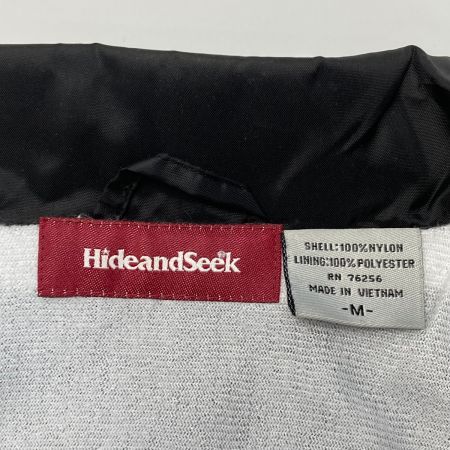 HideandSeek
SHELL:100%NYLON
LINING:100%POLYESTER
RN 76256
MADE IN VIETNAM
-M-